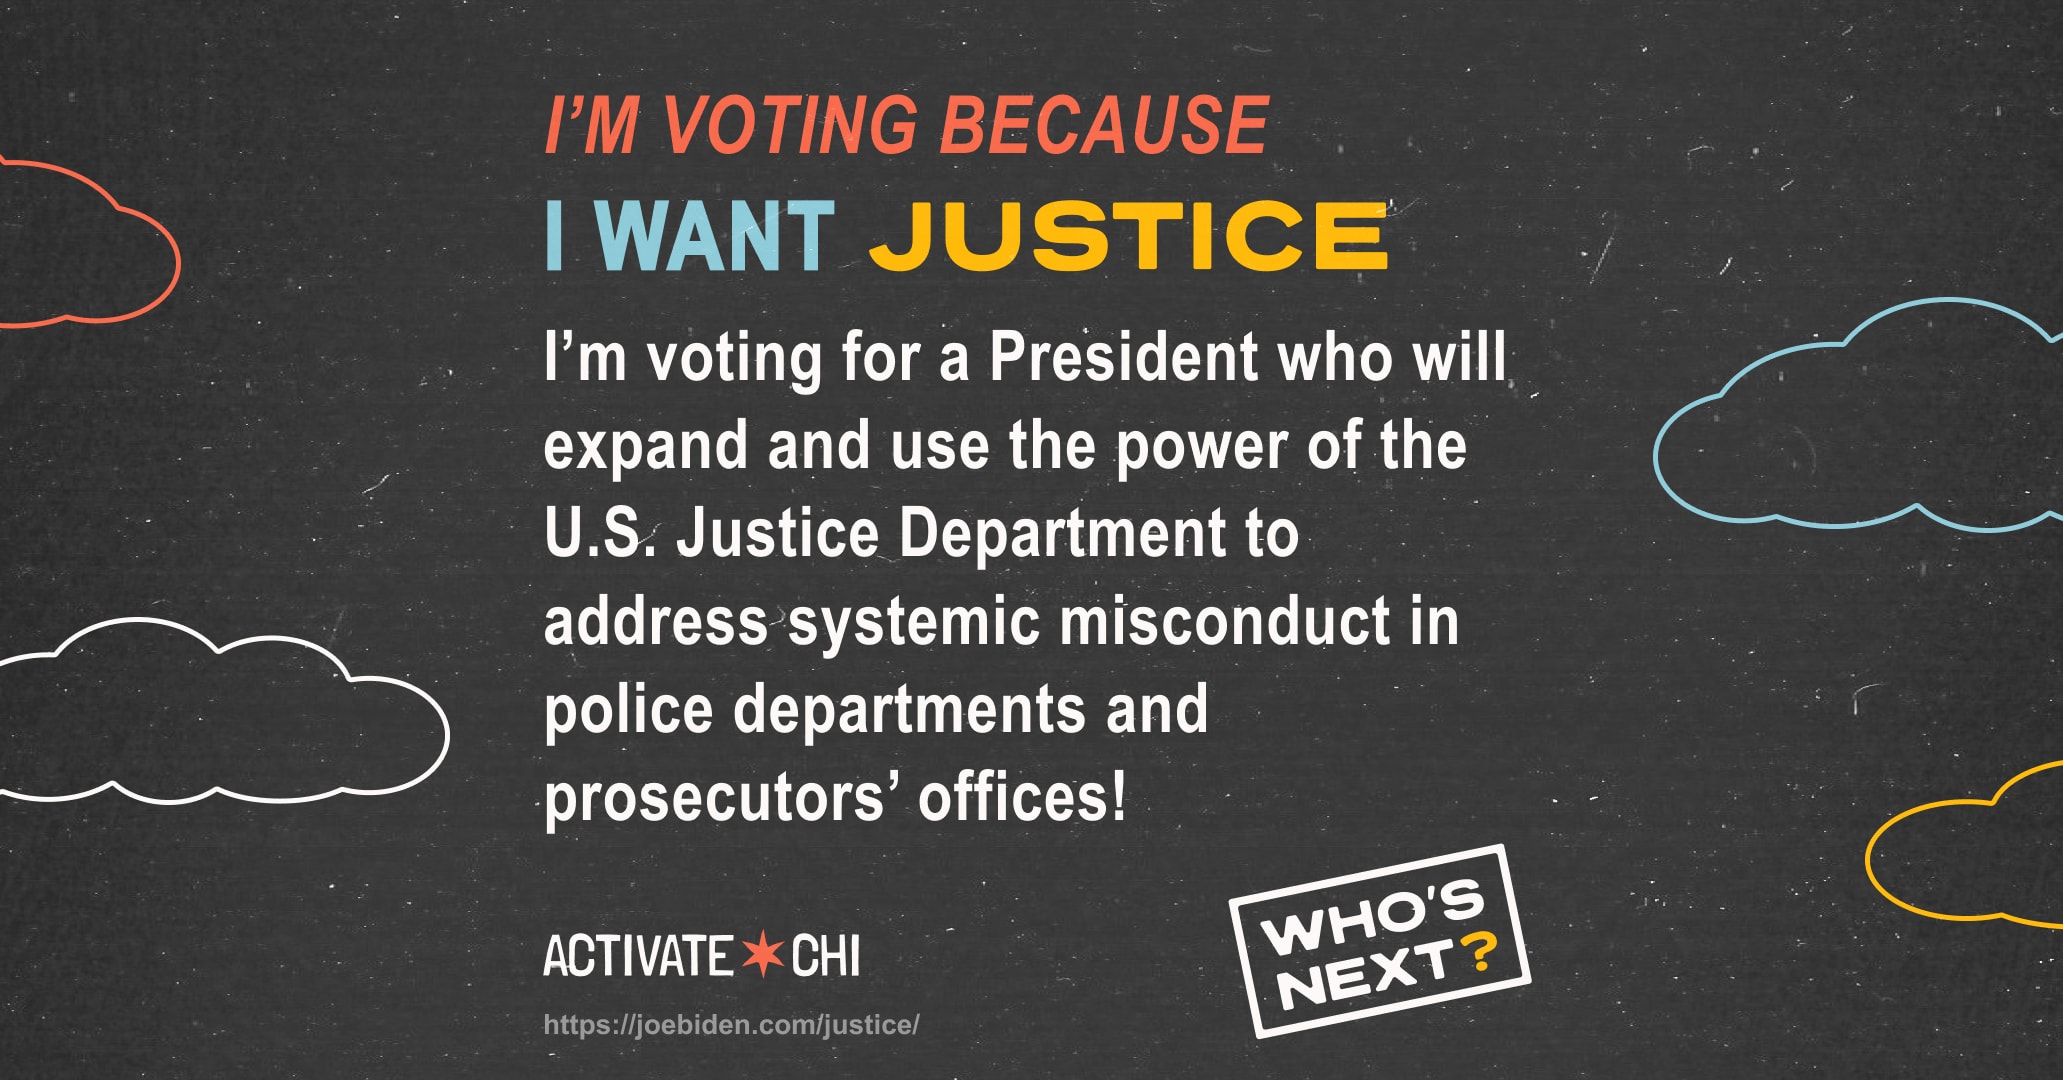 I’M VOTING BECAUSE
I WANT JUSTICE
I’m voting for a President who will
expand and use the power of the
U.S. Justice Department to
address systemic misconduct in
police departments and
prosecutors’ offices!
ACTIVATE CHI
https://joebiden.com/justice/
WHO’S
NEXT?